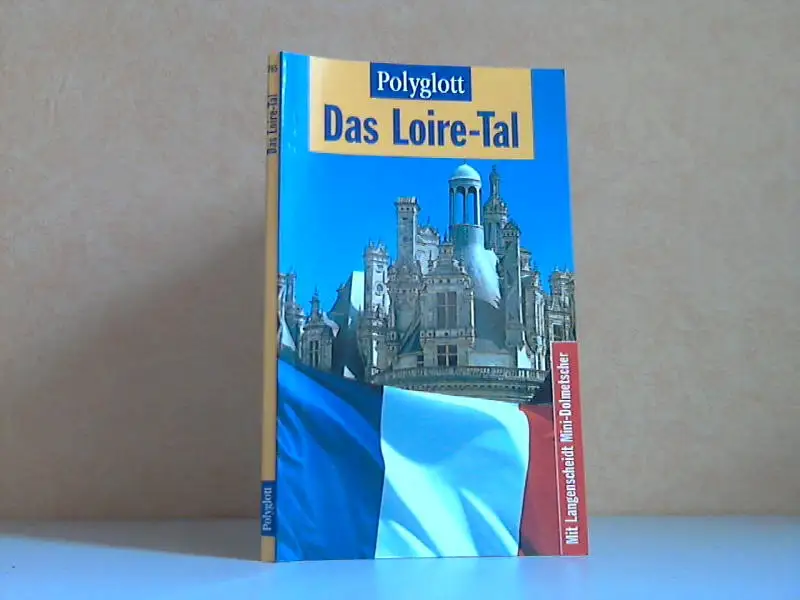 Polyglott
Das Loire-Tal
Mit Langenscheidt Mini-Dolmetscher
Das Loire-Tal
Polyglott